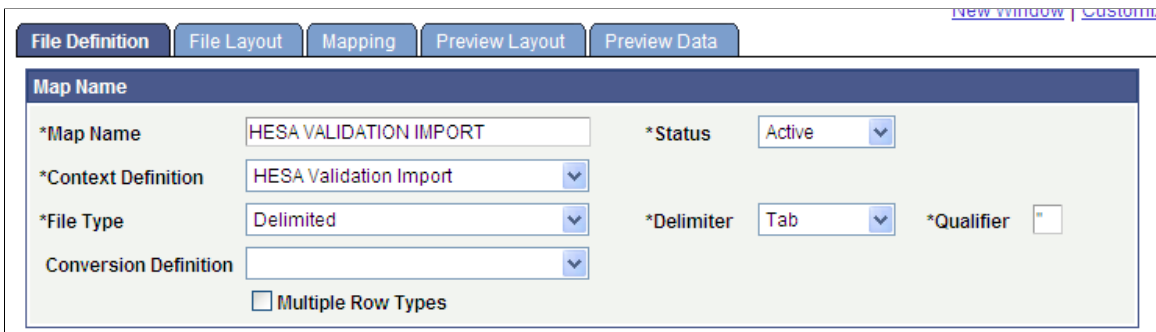 New Window | Customiz
File Definition File Layout Mapping Preview Layout Preview Data
Map Name
*Map Name HESA VALIDATION IMPORT *Status Active
*Context Definition HESA Validation Import
*File Type Delimited *Delimiter Tab *Qualifier "
Conversion Definition
Multiple Row Types